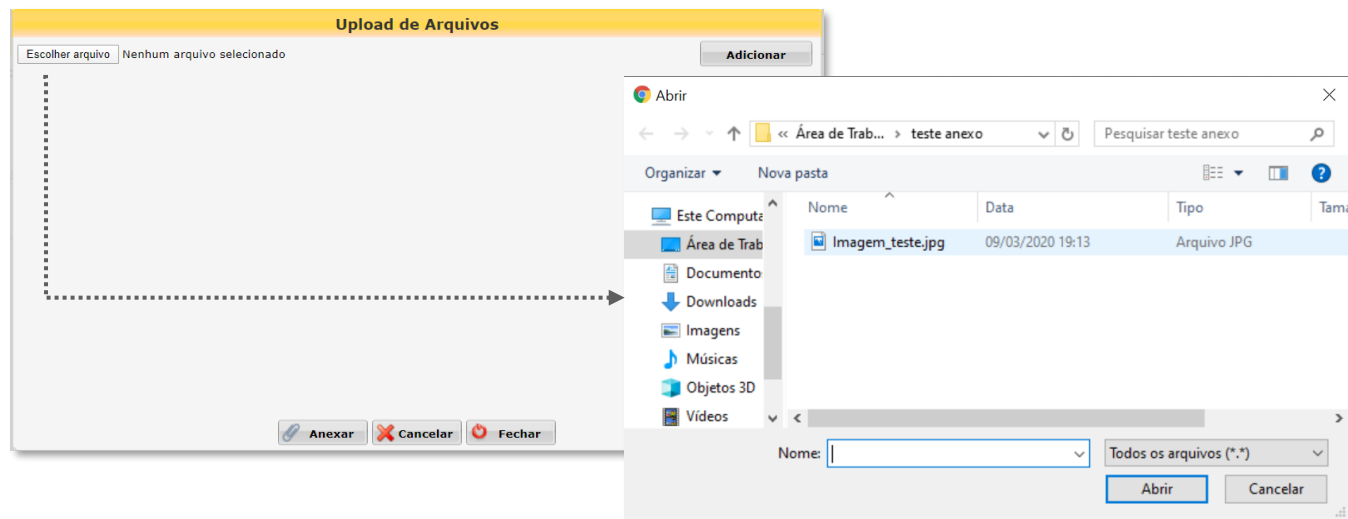 Upload de Arquivos
Escolher arquivo Nenhum arquivo selecionado Adicionar
Anexar Cancelar Fechar
Abrir
« Área de Trab... › teste anexo Pesquisar teste anexo
Organizar Nova pasta
Nome Data Tipo Tama
Imagem_teste.jpg 09/03/2020 19:13 Arquivo JPG
Este Computa
Área de Trab
Documento
Downloads
Imagens
Músicas
Objetos 3D
Vídeos
Nome: Todos os arquivos (*.*)
Abrir Cancelar